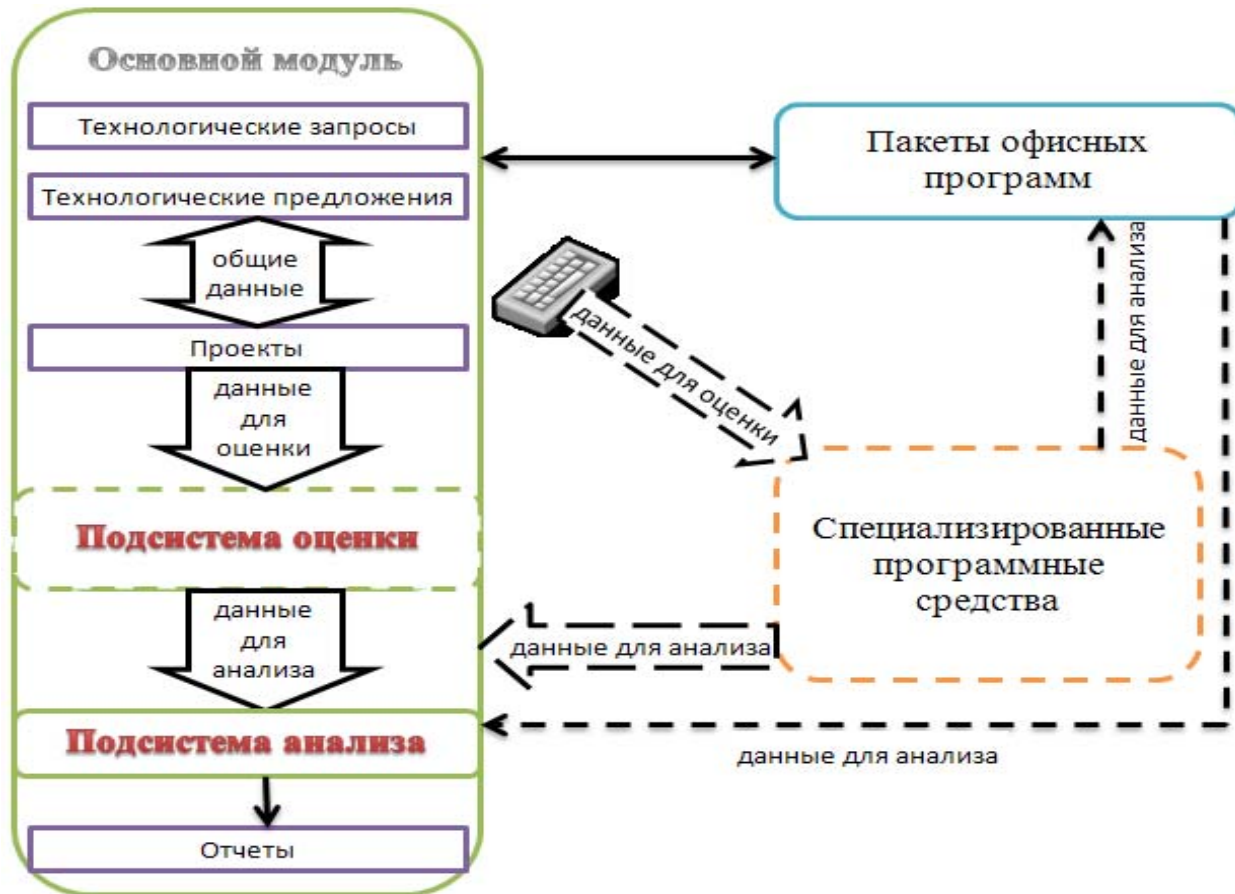 Основной модуль
Технологические запросы
Технологические предложения
общие
данные
Проекты
данные
для
оценки
Подсистема оценки
данные
для
анализа
Подсистема анализа
Отчеты
Пакеты офисных
программ
данные для оценки
данные для анализа
Специализированные
программные
средства
данные для анализа
данные для анализа